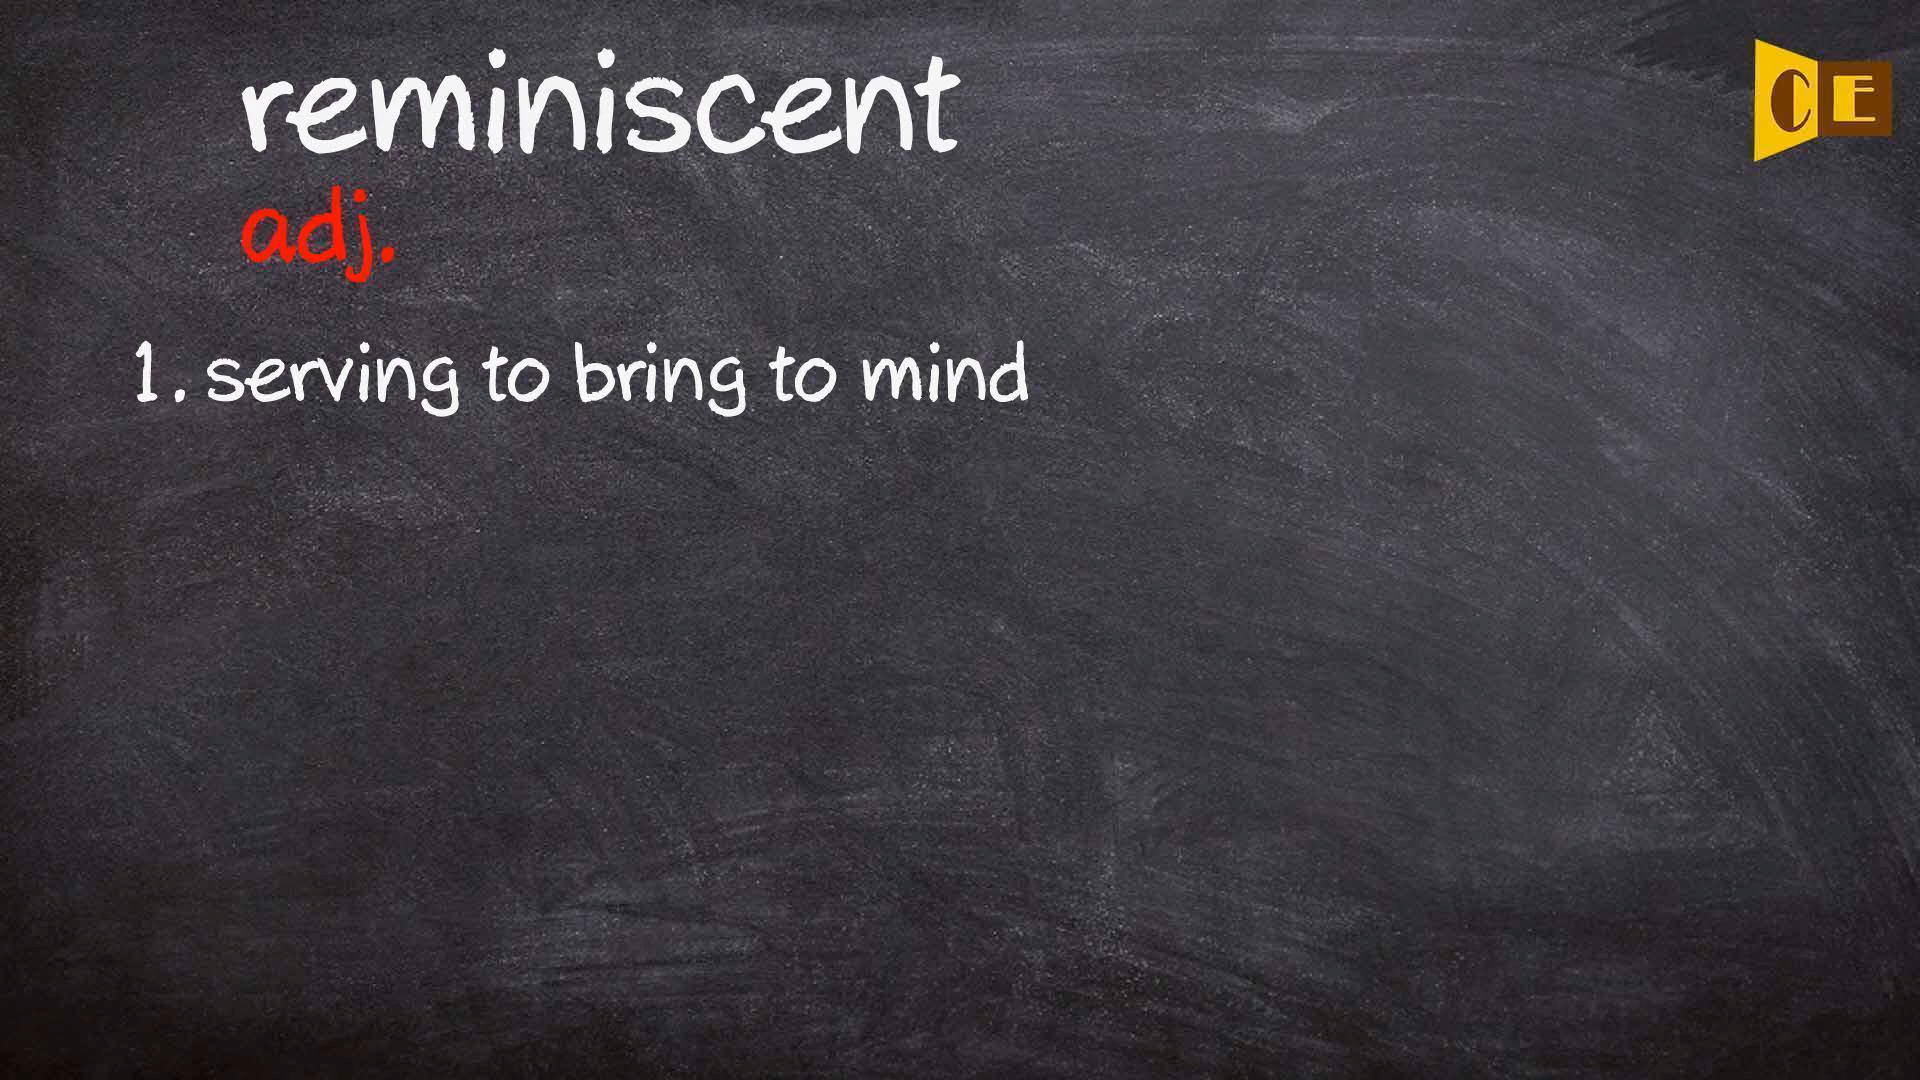 reminiscent
CE
adj.
1. serving to bring to mind